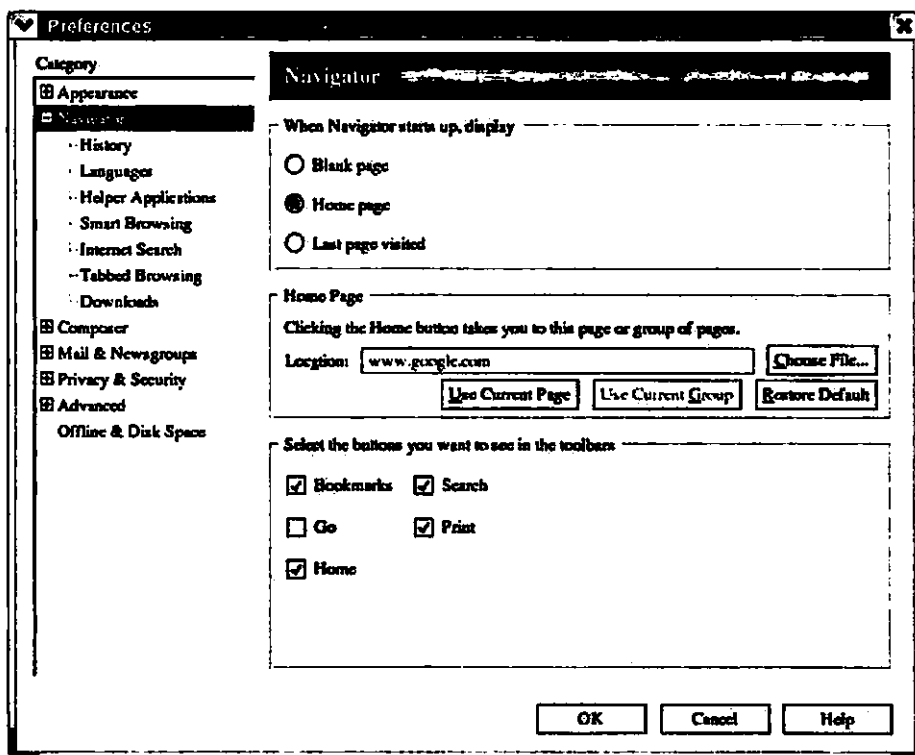 Preferences
Category
Appearance
Navigator
History
Languages
Helper Applications
Smart Browsing
Internet Search
Tabbed Browsing
Downloads
Composer
Mail & Newsgroups
Privacy & Security
Advanced
Offline & Disk Space
Navigator
When Navigator starts up, display
Blank page
Home page
Last page visited
Home Page
Clicking the Home button takes you to this page or group of pages.
Location: www.google.com Choose File...
Use Current Page Use Current Group Restore Default
Select the buttons you want to see in the toolbars
Bookmarks Search
Go Print
Home
OK Cancel Help